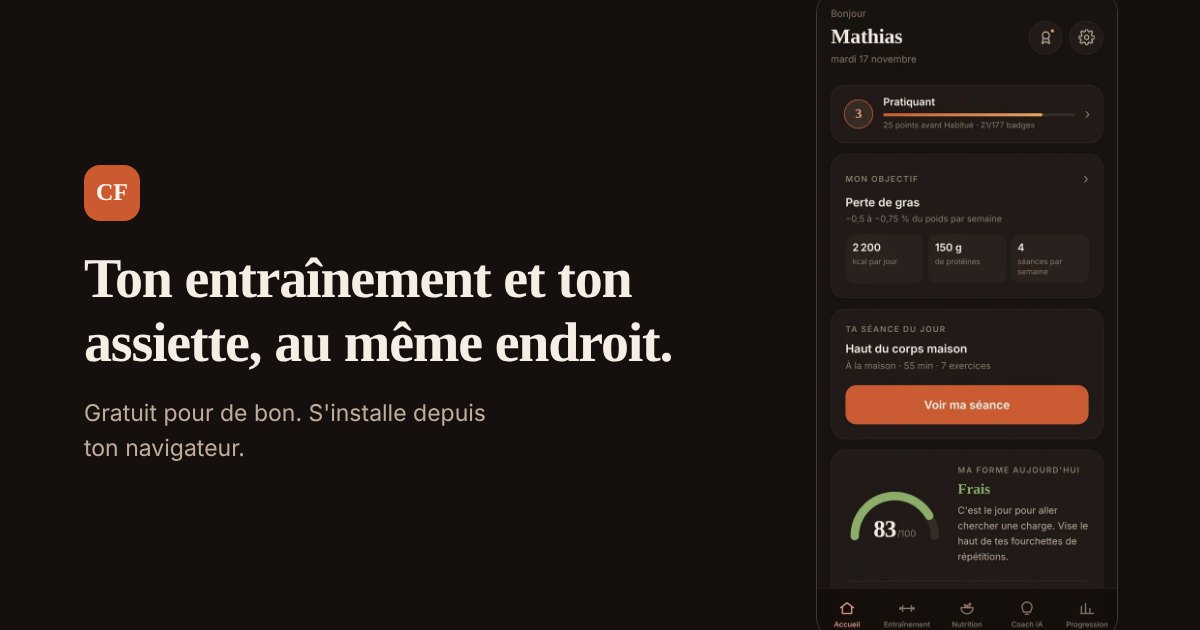 CF
Ton entraînement et ton
assiette, au même endroit.
Gratuit pour de bon. S'installe depuis
ton navigateur.
Bonjour
Mathias
mardi 17 novembre
3
Pratiquant
25 points avant Habitué · 21/177 badges
MON OBJECTIF
Perte de gras
−0,5 à −0,75 % du poids par semaine
2 200
kcal par jour
150 g
de protéines
4
séances par
semaine
TA SÉANCE DU JOUR
Haut du corps maison
À la maison · 55 min · 7 exercices
Voir ma séance
MA FORME AUJOURD'HUI
Frais
83/100
C'est le jour pour aller
chercher une charge. Vise le
haut de tes fourchettes de
répétitions.
Accueil
Entraînement
Nutrition
Coach IA
Progression